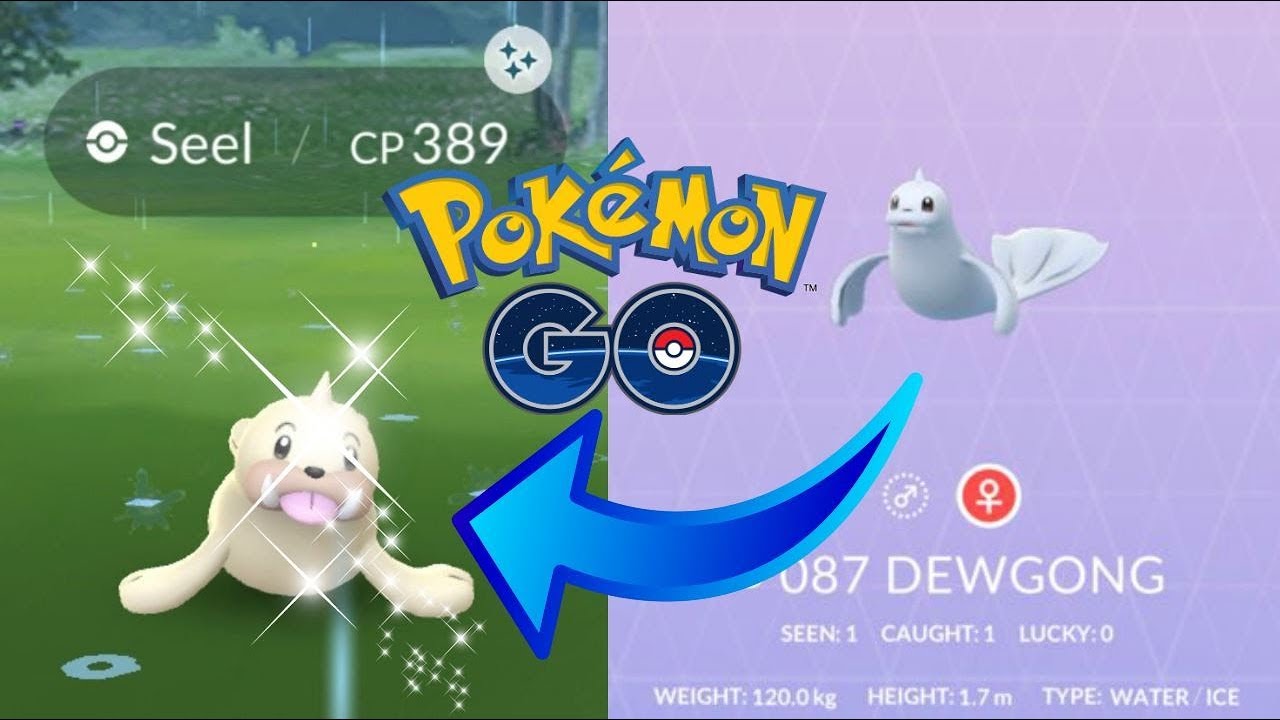 Seel / CP389
POKéMON
GO
™
087 DEWGONG
SEEN: 1 CAUGHT: 1 LUCKY: 0
WEIGHT: 120.0 kg HEIGHT: 1.7 m TYPE: WATER / ICE